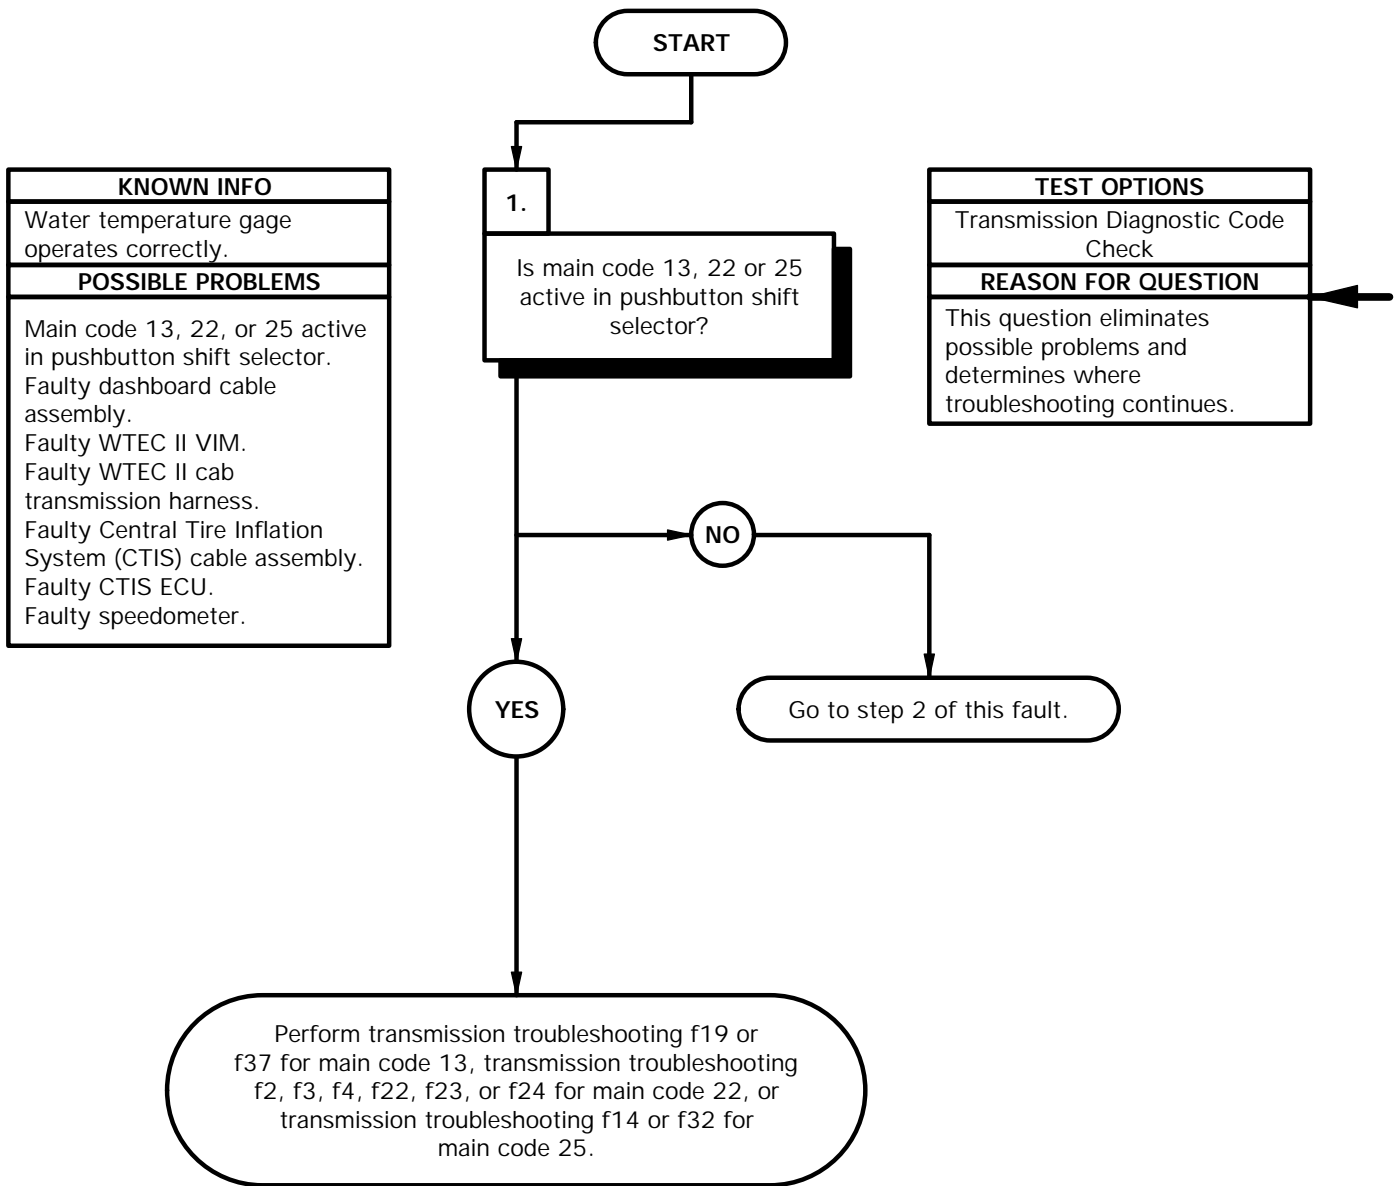 START
KNOWN INFO
Water temperature gage
operates correctly.
POSSIBLE PROBLEMS
Main code 13, 22, or 25 active
in pushbutton shift selector.
Faulty dashboard cable
assembly.
Faulty WTEC II VIM.
Faulty WTEC II cab
transmission harness.
Faulty Central Tire Inflation
System (CTIS) cable assembly.
Faulty CTIS ECU.
Faulty speedometer.
1.
Is main code 13, 22 or 25
active in pushbutton shift
selector?
TEST OPTIONS
Transmission Diagnostic Code
Check
REASON FOR QUESTION
This question eliminates
possible problems and
determines where
troubleshooting continues.
NO
YES
Go to step 2 of this fault.
Perform transmission troubleshooting f19 or
f37 for main code 13, transmission troubleshooting
f2, f3, f4, f22, f23, or f24 for main code 22, or
transmission troubleshooting f14 or f32 for
main code 25.